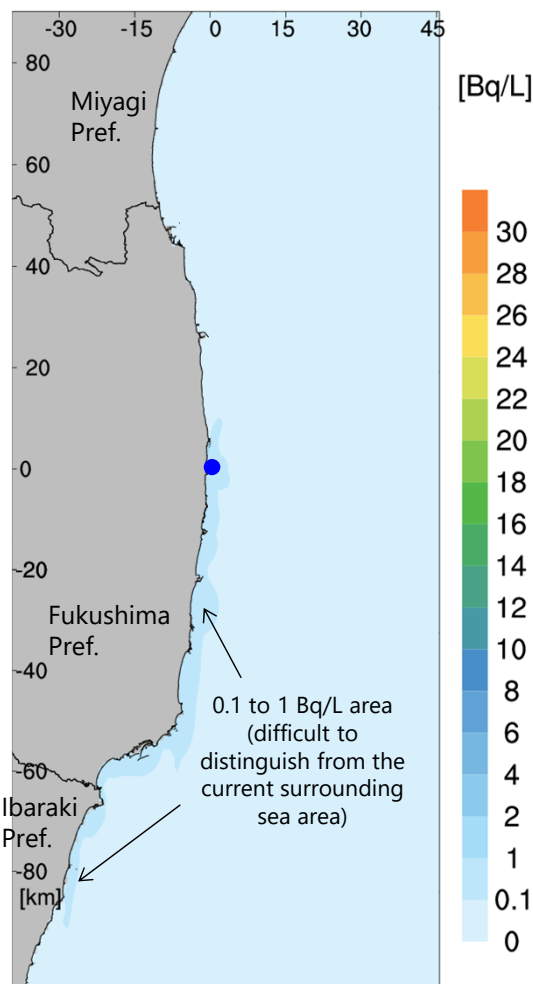 -30 -15 0 15 30 45
80
[Bq/L]
Miyagi
Pref.
60
40
20
0
-20
Fukushima
Pref.
-40
0.1 to 1 Bq/L area
(difficult to
distinguish from the
current surrounding
sea area)
-60
Ibaraki
Pref.
-80
[km]
30
28
26
24
22
20
18
16
14
12
10
8
6
4
2
1
0.1
0